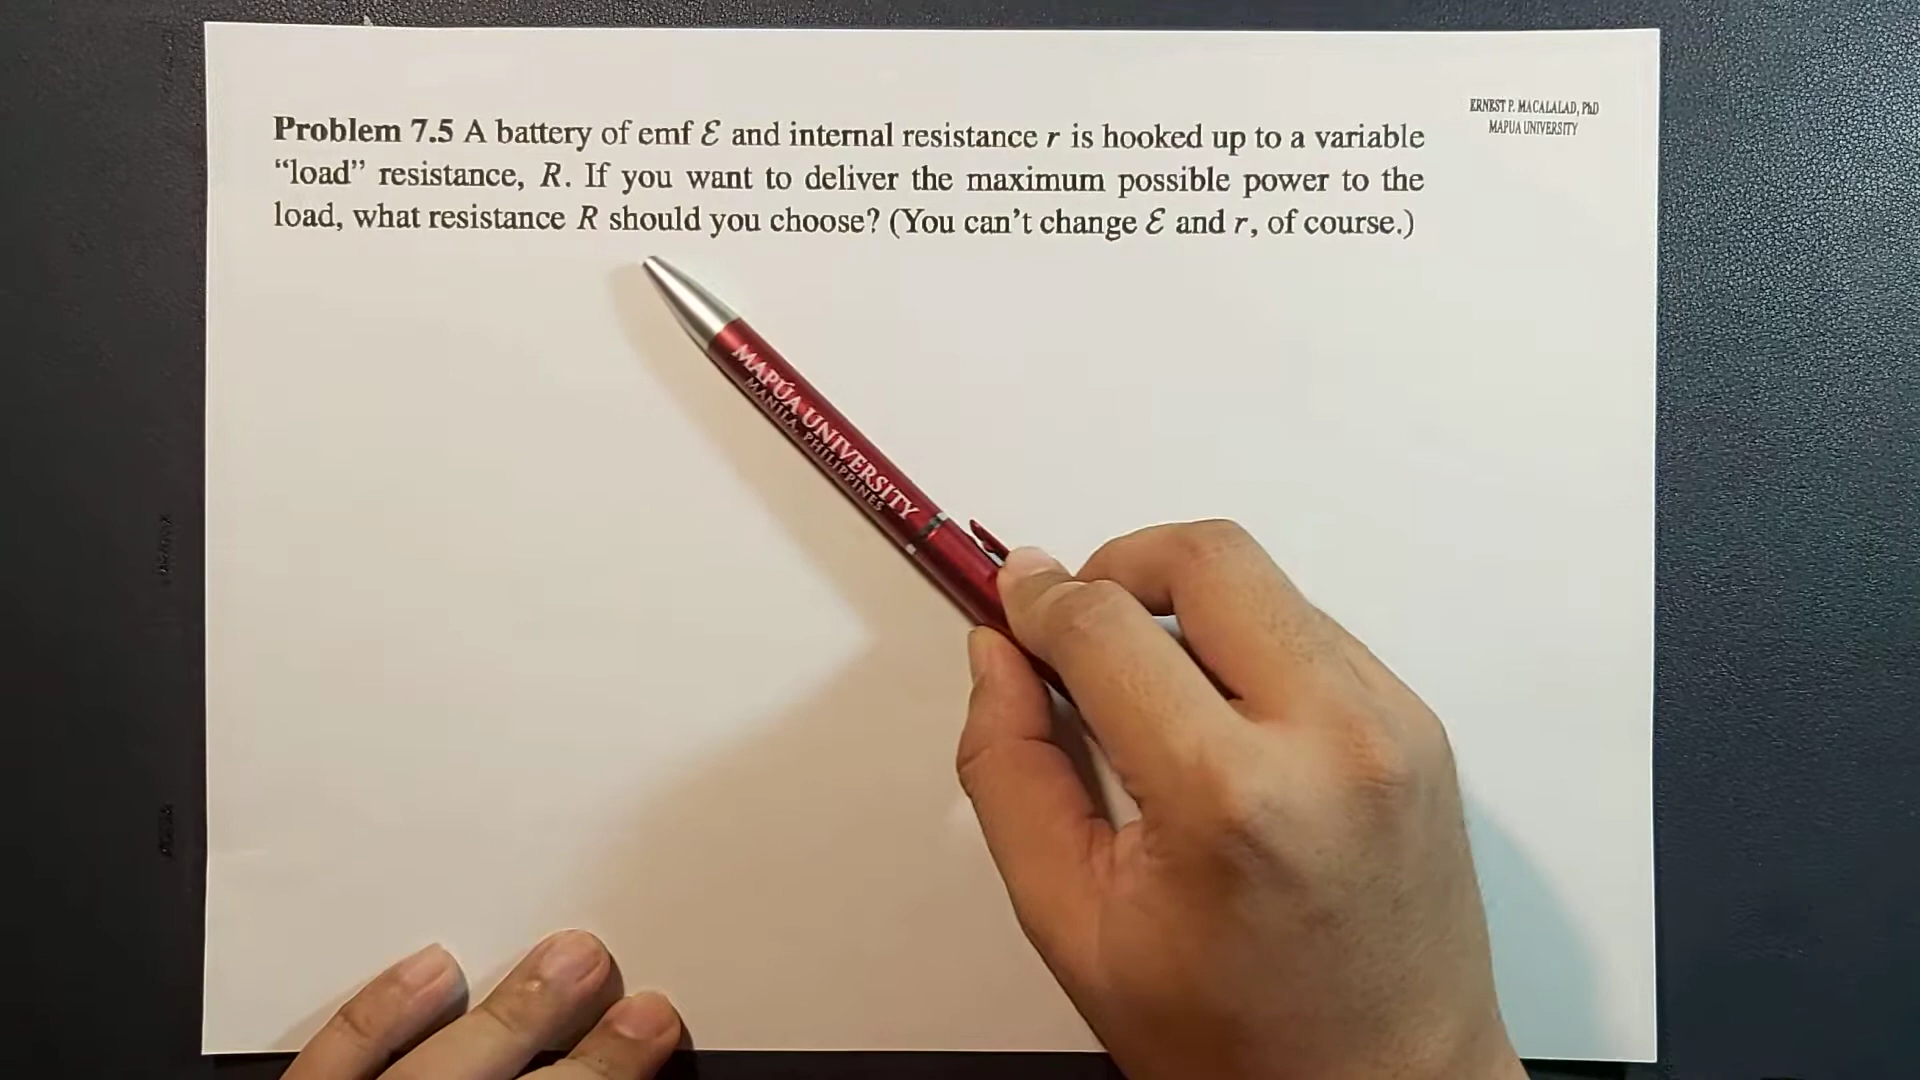 Problem 7.5 A battery of emf ℰ and internal resistance r is hooked up to a variable
“load” resistance, R. If you want to deliver the maximum possible power to the
load, what resistance R should you choose? (You can’t change ℰ and r, of course.)
ERNEST P. MACALALAD, PhD
MAPUA UNIVERSITY
MAPÚA UNIVERSITY
MANILA, PHILIPPINES